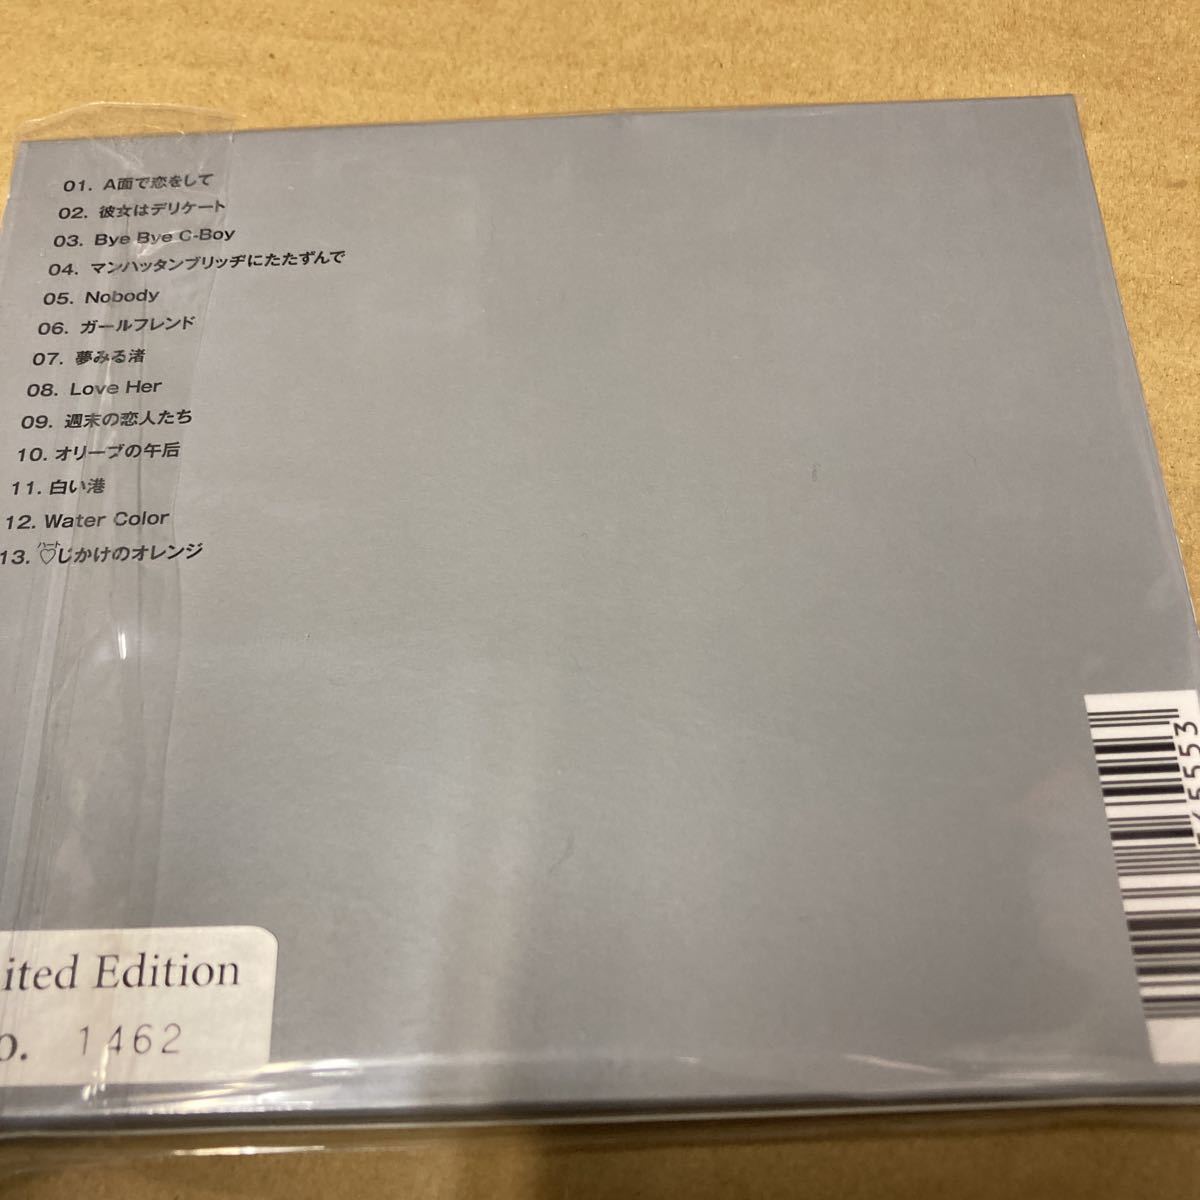 01. A面で恋をして
02. 彼女はデリケート
03. Bye Bye C-Boy
04. マンハッタンブリッヂにたたずんで
05. Nobody
06. ガールフレンド
07. 夢みる渚
08. Love Her
09. 週末の恋人たち
10. オリーブの午后
11. 白い港
12. Water Color
ハート
13. ♡じかけのオレンジ
ited Edition
o. 1462
5553